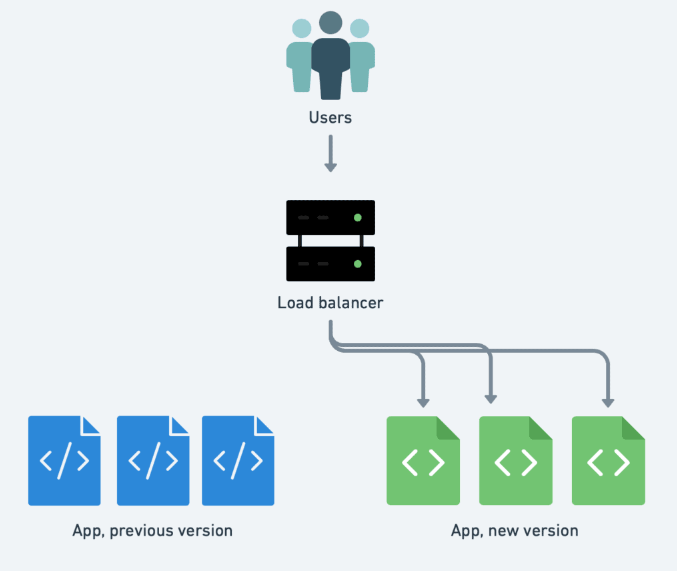 Users
Load balancer
</>
</>
</>
<>
<>
<>
App, previous version
App, new version